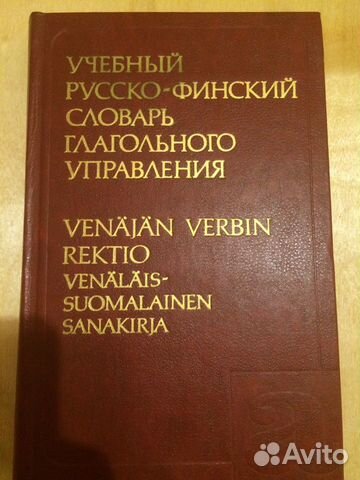 УЧЕБНЫЙ
РУССКО-ФИНСКИЙ
СЛОВАРЬ
ГЛАГОЛЬНОГО
УПРАВЛЕНИЯ
VENÄJÄN VERBIN
REKTIO
VENÄLÄIS-
SUOMALAINEN
SANAKIRJA
Avito